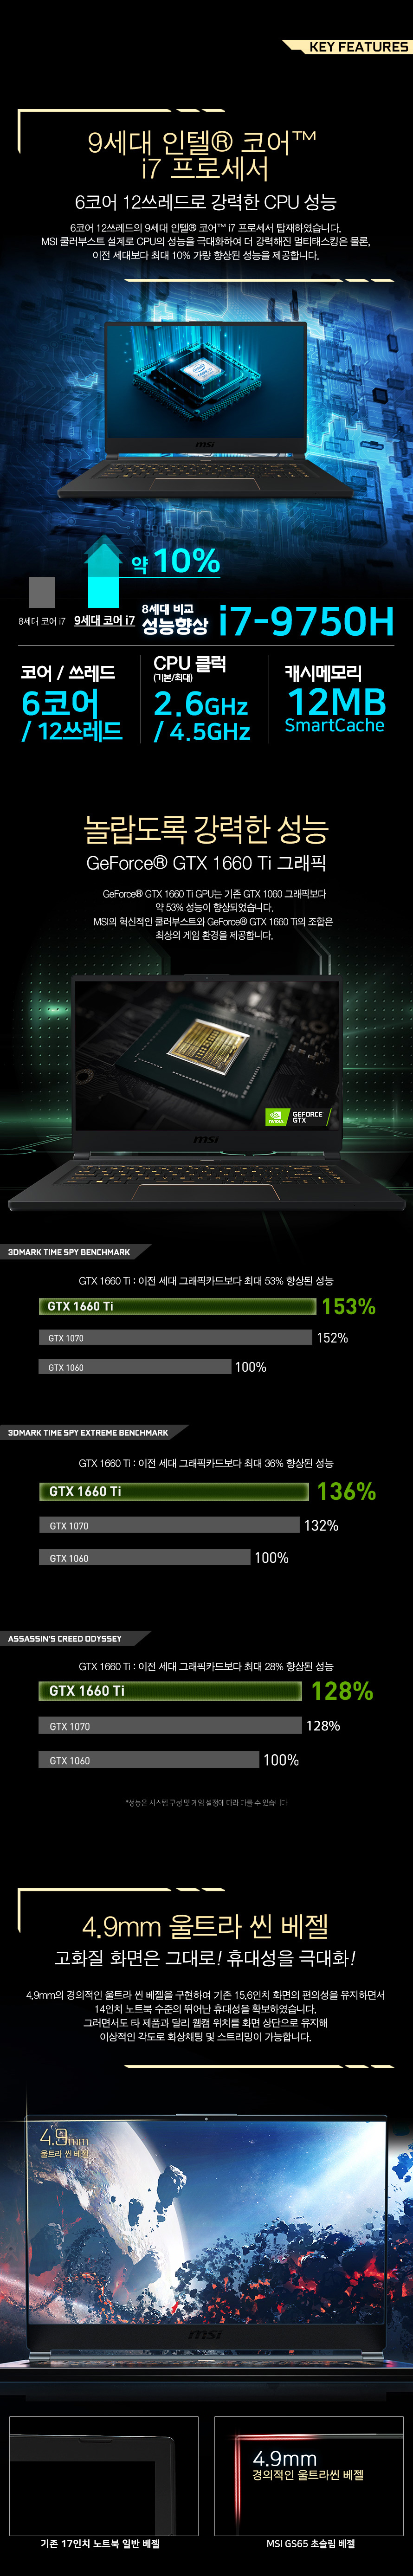 KEY FEATURES
9세대 인텔® 코어™
i7 프로세서
6코어 12쓰레드로 강력한 CPU 성능
6코어 12쓰레드의 9세대 인텔® 코어™ i7 프로세서 탑재하였습니다.
MSI 쿨러부스트 설계로 CPU의 성능을 극대화하여 더 강력해진 멀티태스킹은 물론,
이전 세대보다 최대 10% 가량 향상된 성능을 제공합니다.
msi
약 10%
8세대 코어 i7
9세대 코어 i7
8세대 비교
성능향상
i7-9750H
코어 / 쓰레드
6코어
/ 12쓰레드
CPU 클럭
(기본/최대)
2.6GHz
/ 4.5GHz
캐시메모리
12MB
SmartCache
놀랍도록 강력한 성능
GeForce® GTX 1660 Ti 그래픽
GeForce® GTX 1660 Ti GPU는 기존 GTX 1060 그래픽보다
약 53% 성능이 향상되었습니다.
MSI의 혁신적인 쿨러부스트와 GeForce® GTX 1660 Ti의 조합은
최상의 게임 환경을 제공합니다.
NVIDIA
GEFORCE
GTX
msi
3DMARK TIME SPY BENCHMARK
GTX 1660 Ti : 이전 세대 그래픽카드보다 최대 53% 향상된 성능
GTX 1660 Ti 153%
GTX 1070 152%
GTX 1060 100%
3DMARK TIME SPY EXTREME BENCHMARK
GTX 1660 Ti : 이전 세대 그래픽카드보다 최대 36% 향상된 성능
GTX 1660 Ti 136%
GTX 1070 132%
GTX 1060 100%
ASSASSIN'S CREED ODYSSEY
GTX 1660 Ti : 이전 세대 그래픽카드보다 최대 28% 향상된 성능
GTX 1660 Ti 128%
GTX 1070 128%
GTX 1060 100%
*성능은 시스템 구성 및 게임 설정에 다라 다를 수 있습니다
4.9mm 울트라 씬 베젤
고화질 화면은 그대로! 휴대성을 극대화!
4.9mm의 경의적인 울트라 씬 베젤을 구현하여 기존 15.6인치 화면의 편의성을 유지하면서
14인치 노트북 수준의 뛰어난 휴대성을 확보하였습니다.
그러면서도 타 제품과 달리 웹캠 위치를 화면 상단으로 유지해
이상적인 각도로 화상채팅 및 스트리밍이 가능합니다.
4.9mm
울트라 씬 베젤
msi
4.9mm
경의적인 울트라씬 베젤
기존 17인치 노트북 일반 베젤
MSI GS65 초슬림 베젤